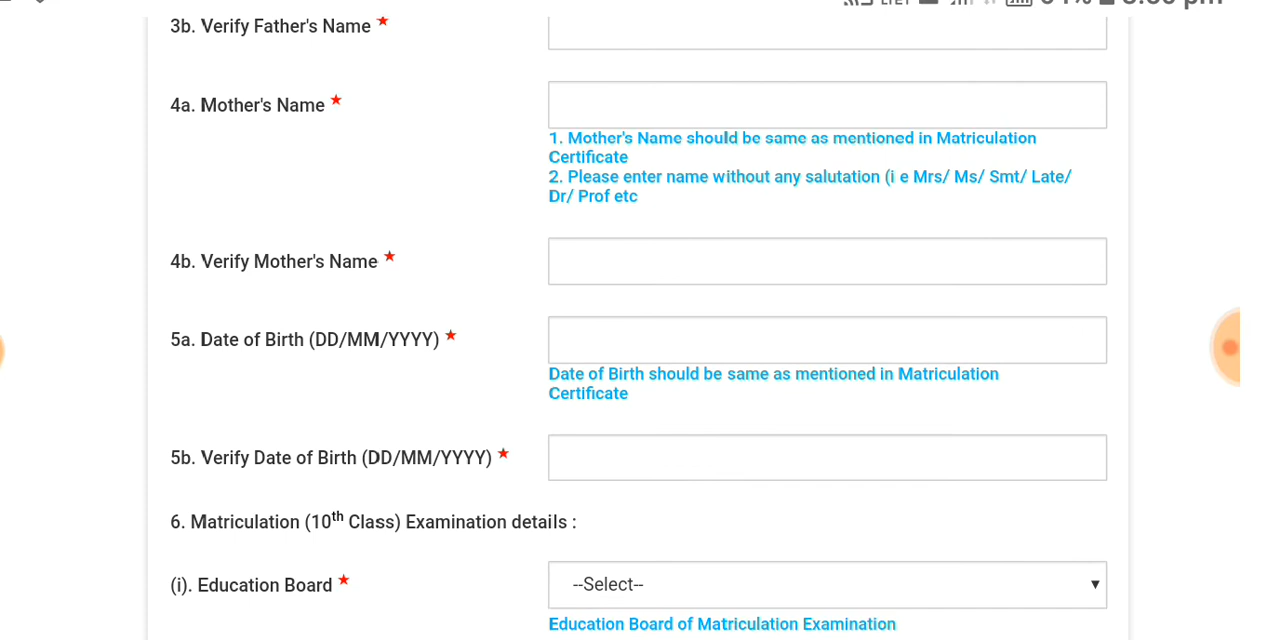 3b. Verify Father's Name *
4a. Mother's Name *
1. Mother's Name should be same as mentioned in Matriculation
Certificate
2. Please enter name without any salutation (i e Mrs/ Ms/ Smt/ Late/
Dr/ Prof etc
4b. Verify Mother's Name *
5a. Date of Birth (DD/MM/YYYY) *
Date of Birth should be same as mentioned in Matriculation
Certificate
5b. Verify Date of Birth (DD/MM/YYYY) *
6. Matriculation (10th Class) Examination details :
(i). Education Board *
--Select--
Education Board of Matriculation Examination